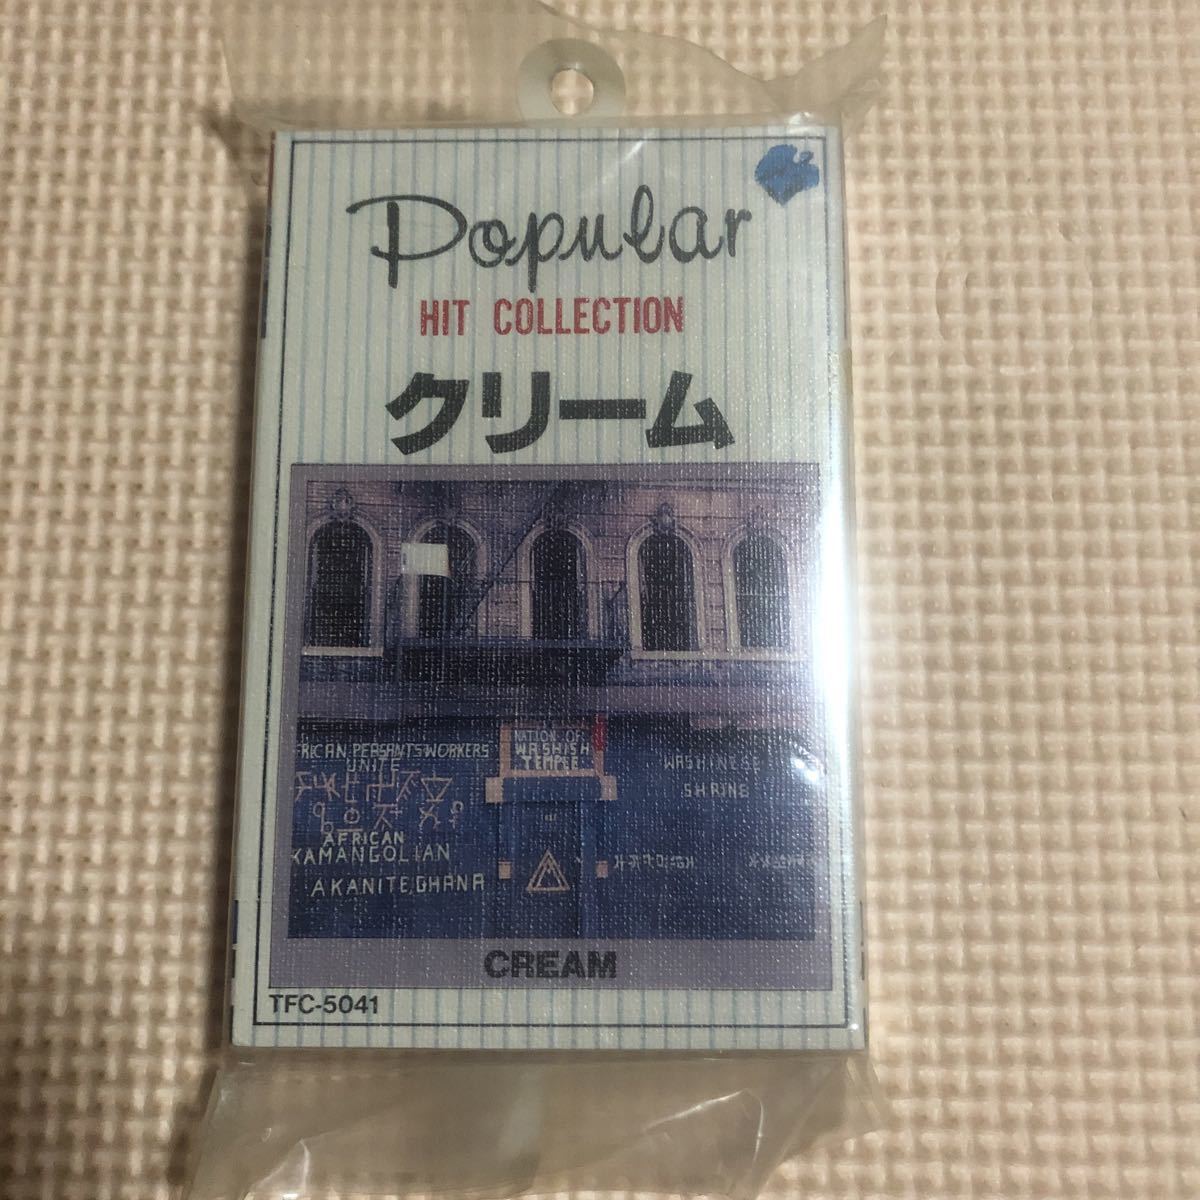 Popular
HIT COLLECTION
クリーム
NATION OF
WASHISH
TEMPLE
RICAN PEASANTS WORKERS
UNITE
WASHINESE
SHRINE
AFRICAN
KAMANGOLIAN
AKANITE, GHANA
CREAM
TFC-5041